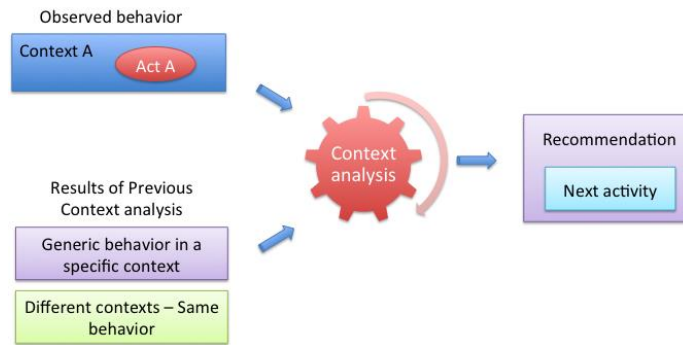 Observed behavior
Context A
Act A
Results of Previous
Context analysis
Generic behavior in a
specific context
Different contexts – Same
behavior
Context
analysis
Recommendation
Next activity